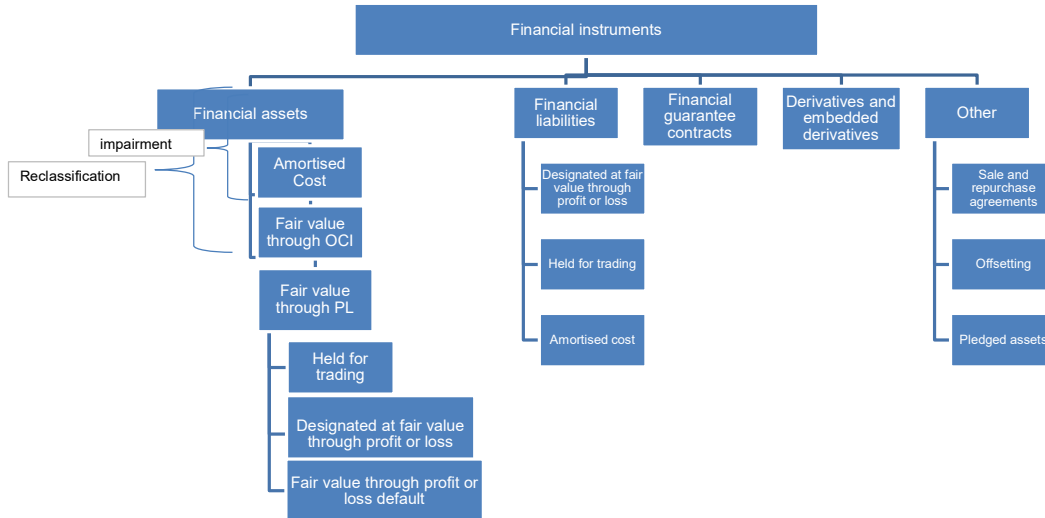 Financial instruments
Financial assets
impairment
Reclassification
Amortised
Cost
Fair value
through OCI
Fair value
through PL
Held for
trading
Designated at fair value
through profit or loss
Fair value through profit or
loss default
Financial
liabilities
Designated at fair
value through
profit or loss
Held for trading
Amortised cost
Financial
guarantee
contracts
Derivatives and
embedded
derivatives
Other
Sale and
repurchase
agreements
Offsetting
Pledged assets